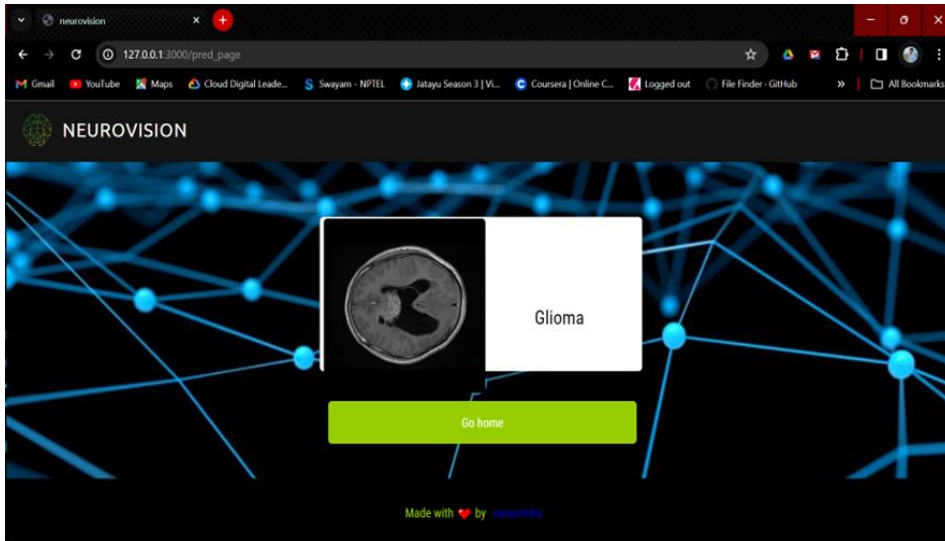 neurovision
127.0.0.1:3000/pred_page
Gmail YouTube Maps Cloud Digital Leade... Swayam - NPTEL Jatayu Season 3 | Vi... Coursera | Online C... Logged out File Finder · GitHub » All Bookmarks
NEUROVISION
Glioma
Go home
Made with ❤ by